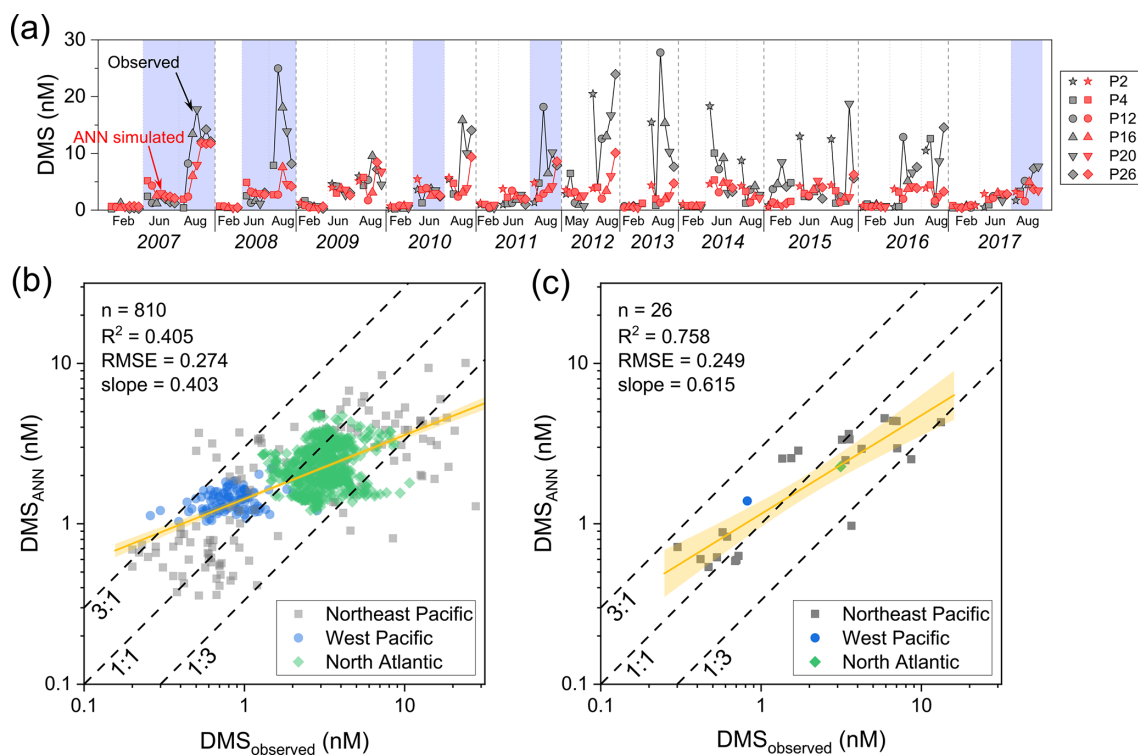 (a)
DMS (nM)
30
20
10
0
Observed
ANN simulated
P2
P4
P12
P16
P20
P26
Feb Jun Aug Feb Jun Aug Feb Jun Aug Feb Jun Aug Feb Jun Aug May Aug Feb Aug Feb Jun Aug Feb Jun Aug Feb Jun Aug Feb Jun Aug
2007 2008 2009 2010 2011 2012 2013 2014 2015 2016 2017
(b)
n = 810
R² = 0.405
RMSE = 0.274
slope = 0.403
DMS_ANN (nM)
10
1
0.1
3:1
1:1
1:3
Northeast Pacific
West Pacific
North Atlantic
0.1 1 10
DMS_observed (nM)
(c)
n = 26
R² = 0.758
RMSE = 0.249
slope = 0.615
DMS_ANN (nM)
10
1
0.1
3:1
1:1
1:3
Northeast Pacific
West Pacific
North Atlantic
0.1 1 10
DMS_observed (nM)